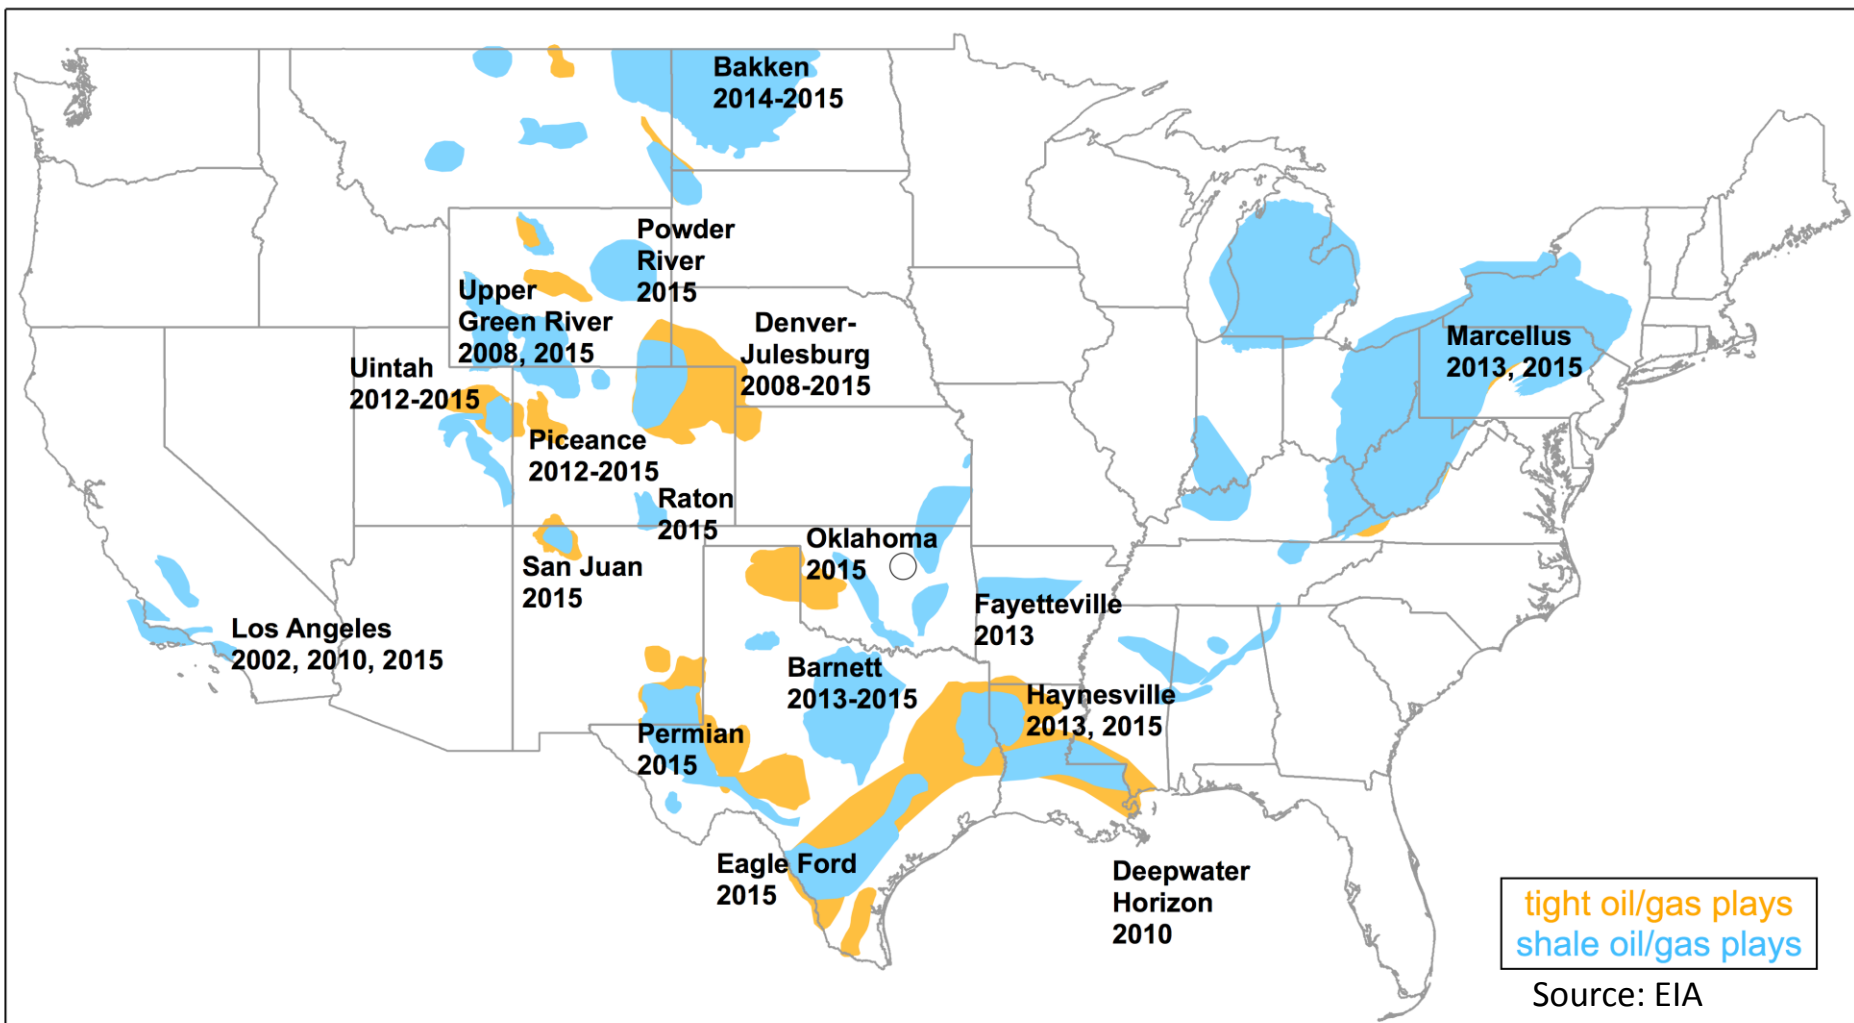 Bakken
2014-2015
Powder
River
2015
Upper
Green River
2008, 2015
Denver-
Julesburg
2008-2015
Marcellus
2013, 2015
Uintah
2012-2015
Piceance
2012-2015
Raton
2015
Oklahoma
2015
San Juan
2015
Fayetteville
2013
Los Angeles
2002, 2010, 2015
Barnett
2013-2015
Haynesville
2013, 2015
Permian
2015
Eagle Ford
2015
Deepwater
Horizon
2010
tight oil/gas plays
shale oil/gas plays
Source: EIA